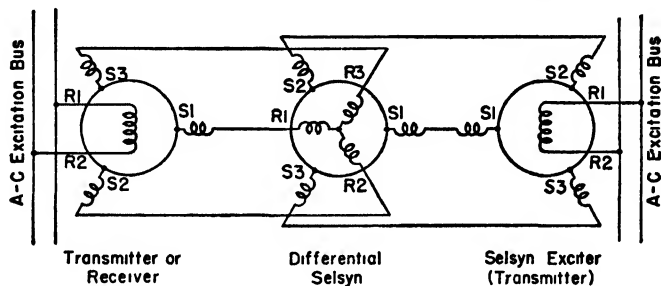 A-C Excitation Bus
S3
R1
S1
R2
S2
S2
R3
R1
S1
S3
R2
S2
R1
S1
R2
S3
A-C Excitation Bus
Transmitter or
Receiver
Differential
Selsyn
Selsyn Exciter
(Transmitter)